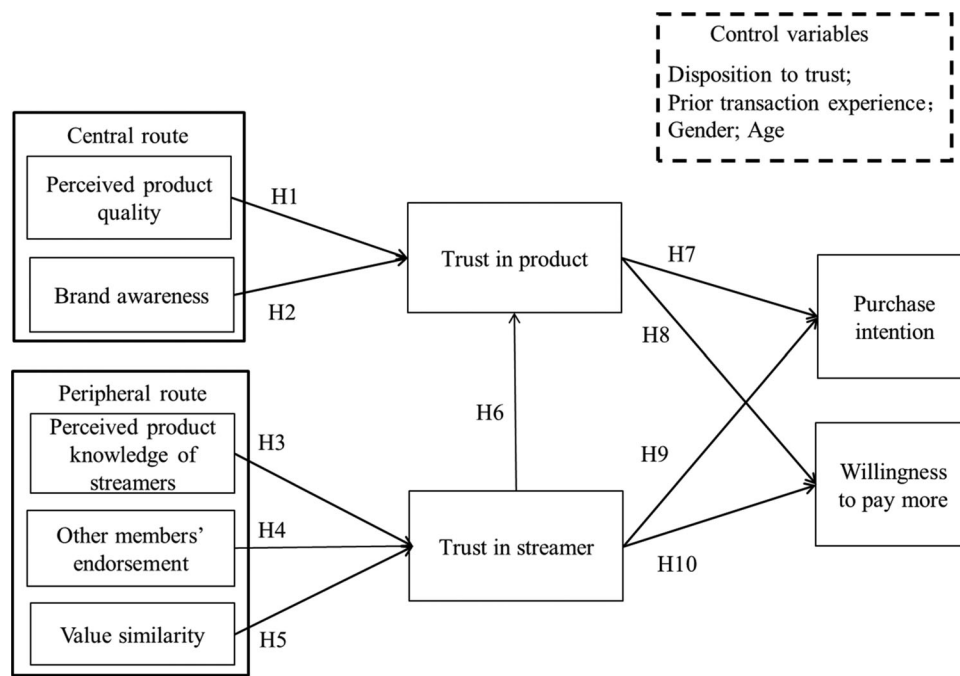 Control variables
Disposition to trust;
Prior transaction experience；
Gender; Age
Central route
Perceived product
quality
Brand awareness
H1
H2
Trust in product
H7
H8
Purchase
intention
Peripheral route
Perceived product
knowledge of
streamers
Other members’
endorsement
Value similarity
H3
H4
H5
H6
Trust in streamer
H9
H10
Willingness
to pay more